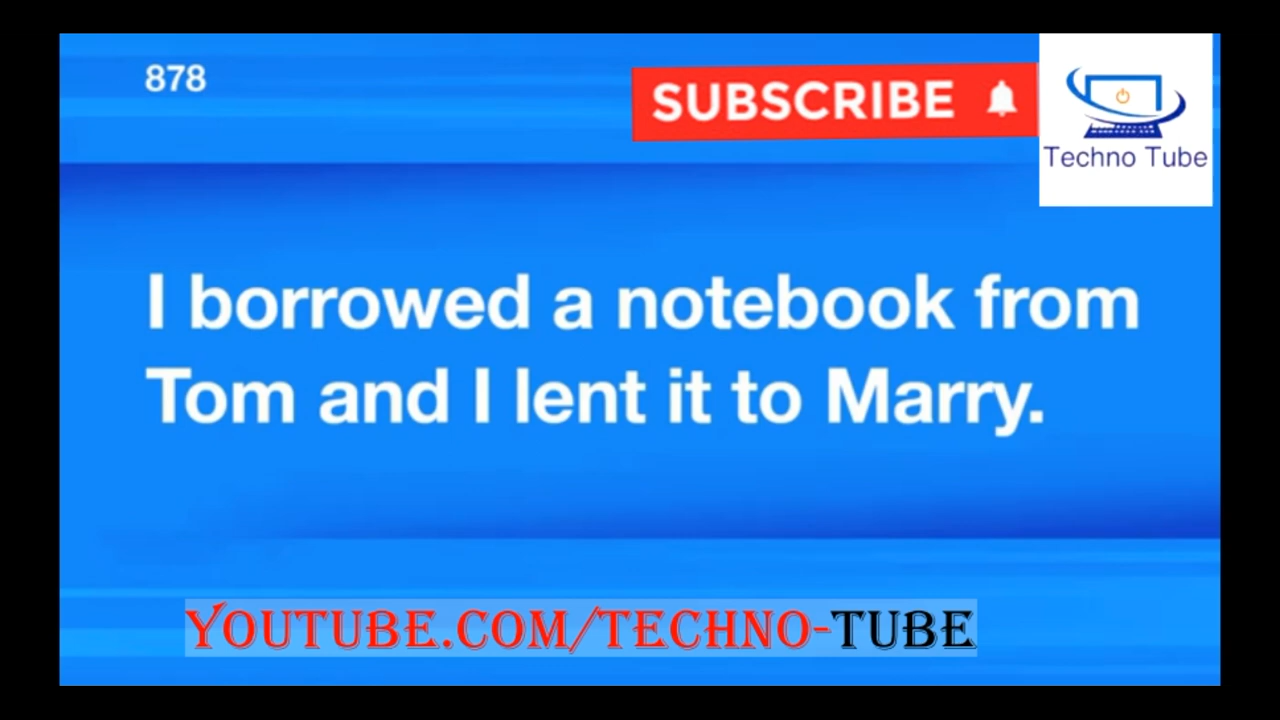 878
SUBSCRIBE
Techno Tube
I borrowed a notebook from
Tom and I lent it to Marry.
YOUTUBE.COM/TECHNO-TUBE